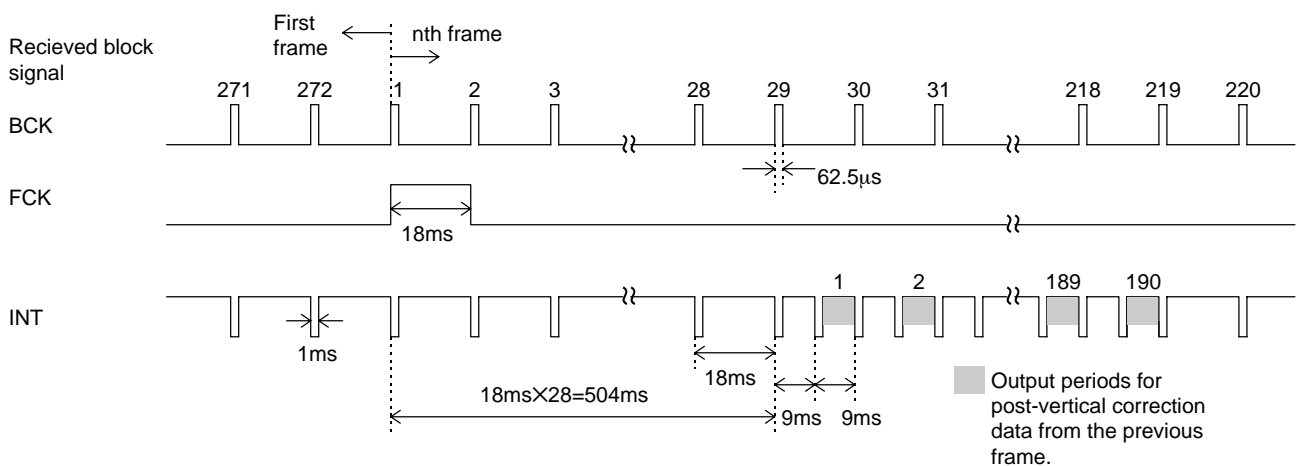 First
frame
nth frame
Recieved block
signal
271 272 1 2 3 28 29 30 31 218 219 220
BCK
62.5μs
FCK
18ms
1 2 189 190
INT
1ms
18ms
18ms×28=504ms
9ms 9ms
Output periods for
post-vertical correction
data from the previous
frame.